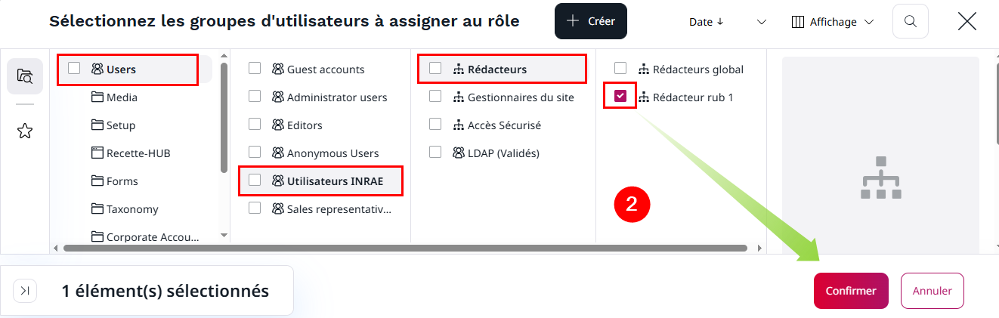 Sélectionnez les groupes d'utilisateurs à assigner au rôle
Créer
Date ↓
Affichage
Users
Media
Setup
Recette-HUB
Forms
Taxonomy
Corporate Accou...
Guest accounts
Administrator users
Editors
Anonymous Users
Utilisateurs INRAE
Sales representativ...
Rédacteurs
Gestionnaires du site
Accès Sécurisé
LDAP (Validés)
Rédacteurs global
Rédacteur rub 1
2
1 élément(s) sélectionnés
Confirmer
Annuler